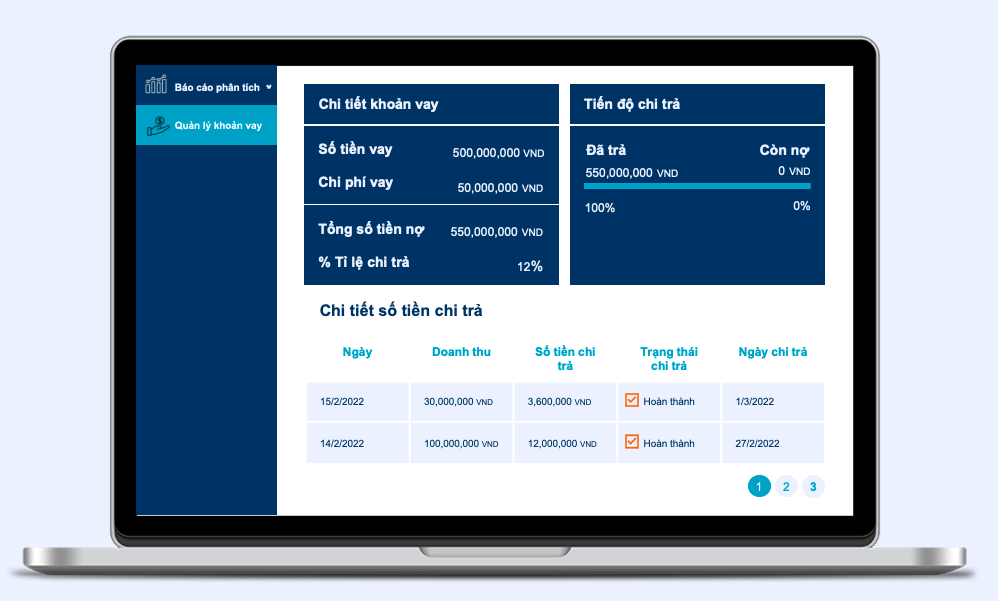 Báo cáo phân tích
Quản lý khoản vay
Chi tiết khoản vay
Số tiền vay 500,000,000 VND
Chi phí vay 50,000,000 VND
Tổng số tiền nợ 550,000,000 VND
% Tỉ lệ chi trả 12%
Tiến độ chi trả
Đã trả Còn nợ
550,000,000 VND 0 VND
100% 0%
Chi tiết số tiền chi trả
Ngày Doanh thu Số tiền chi trả Trạng thái chi trả Ngày chi trả
15/2/2022 30,000,000 VND 3,600,000 VND Hoàn thành 1/3/2022
14/2/2022 100,000,000 VND 12,000,000 VND Hoàn thành 27/2/2022
1 2 3